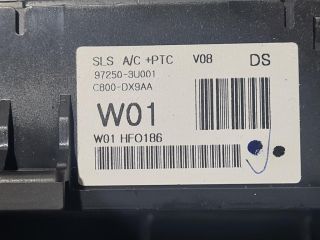 SLS A/C +PTC V08 DS
97250-3U001
C800-DX9AA
W01
W01 HF0186